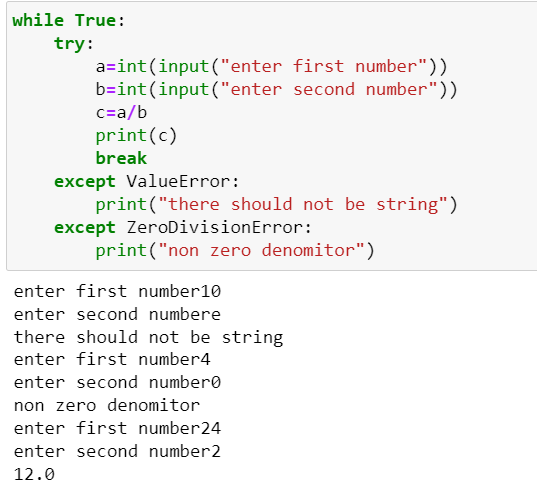 while True:
    try:
        a=int(input("enter first number"))
        b=int(input("enter second number"))
        c=a/b
        print(c)
        break
    except ValueError:
        print("there should not be string")
    except ZeroDivisionError:
        print("non zero denomitor")
enter first number10
enter second numbere
there should not be string
enter first number4
enter second number0
non zero denomitor
enter first number24
enter second number2
12.0